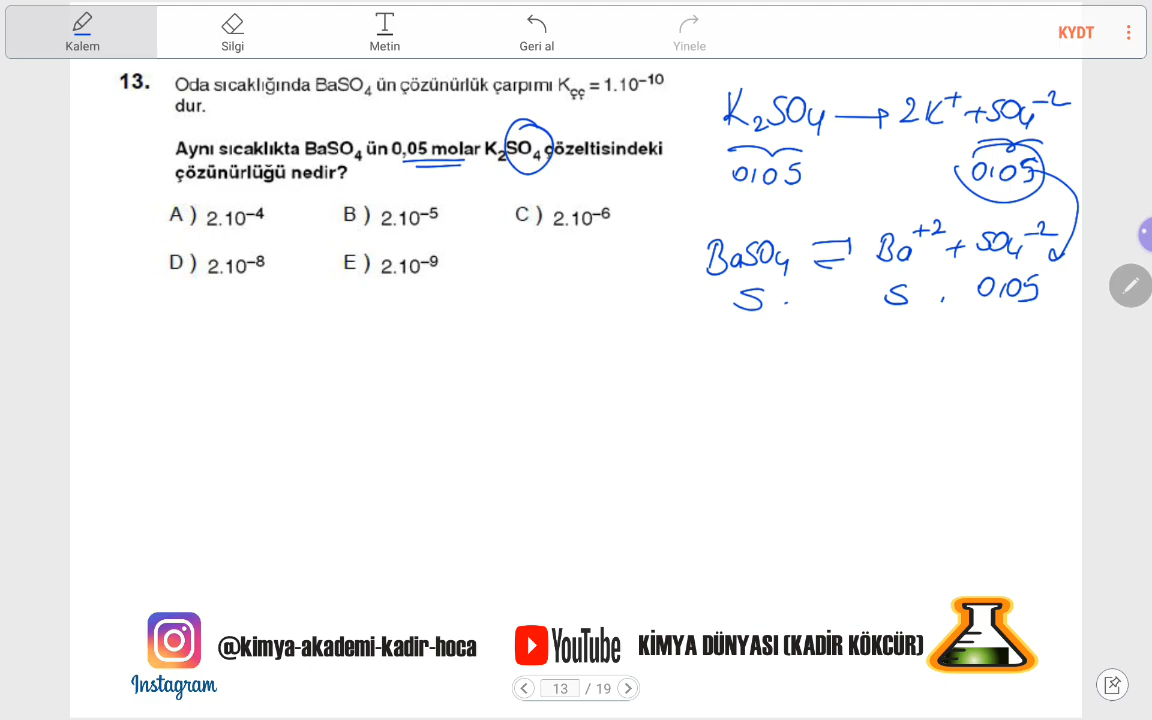 Kalem Silgi Metin Geri al Yinele KYDT
13. Oda sıcaklığında BaSO4 ün çözünürlük çarpımı Kçç = 1.10−10
dur.
Aynı sıcaklıkta BaSO4 ün 0,05 molar K2SO4 çözeltisindeki
çözünürlüğü nedir?
A ) 2.10−4 B ) 2.10−5 C ) 2.10−6
D ) 2.10−8 E ) 2.10−9
K2SO4 → 2K+ + SO4−2
0,05 0,05
BaSO4 ⇌ Ba+2 + SO4−2
S . S . 0,05
Instagram
@kimya-akademi-kadir-hoca
YouTube
KİMYA DÜNYASI (KADİR KÖKCÜR)
13 / 19